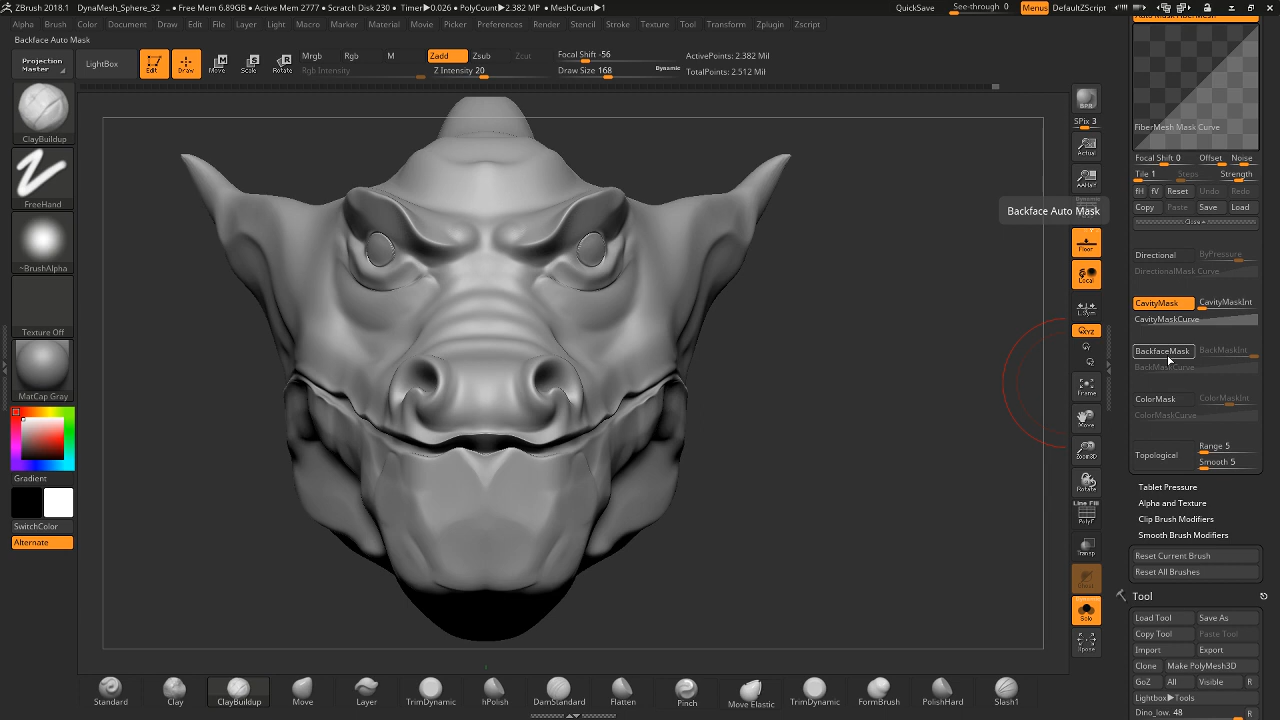 ZBrush 2018.1 DynaMesh_Sphere_32 ... • Free Mem 6.89GB • Active Mem 2777 • Scratch Disk 230 • Timer▶0.026 • PolyCount▶2.382 MP • MeshCount▶1 QuickSave See-through 0 Menus DefaultZScript
Alpha Brush Color Document Draw Edit File Layer Light Macro Marker Material Movie Picker Preferences Render Stencil Stroke Texture Tool Transform Zplugin Zscript
Backface Auto Mask
Projection Master
LightBox
Edit Draw Move Scale Rotate
Mrgb Rgb M
Rgb Intensity
Zadd Zsub Zcut
Z Intensity 20
Focal Shift -56
Draw Size 168 Dynamic
ActivePoints: 2.382 Mil
TotalPoints: 2.512 Mil
ClayBuildup
FreeHand
~BrushAlpha
Texture Off
MatCap Gray
Gradient
SwitchColor
Alternate
BPR
SPix 3
Actual
AAHalf
Backface Auto Mask
Floor
Local
L.Sym
XYZ
Frame
Move
Zoom3D
Rotate
Line Fill
PolyF
Transp
Dynamic
Solo
Xpose
FiberMesh Mask Curve
Focal Shift 0 Offset Noise
Tile 1 Steps Strength
fH fV Reset Undo Redo
Copy Paste Save Load
Close
Directional ByPressure
DirectionalMask Curve
CavityMask CavityMaskInt
CavityMaskCurve
BackfaceMask BackMaskInt
BackMaskCurve
ColorMask ColorMaskInt
ColorMaskCurve
Topological Range 5
Smooth 5
Tablet Pressure
Alpha and Texture
Clip Brush Modifiers
Smooth Brush Modifiers
Reset Current Brush
Reset All Brushes
Tool
Load Tool Save As
Copy Tool Paste Tool
Import Export
Clone Make PolyMesh3D
GoZ All Visible R
Lightbox▶Tools
Dino_low. 48 R
Standard Clay ClayBuildup Move Layer TrimDynamic hPolish DamStandard Flatten Pinch Move Elastic TrimDynamic FormBrush PolishHard Slash1